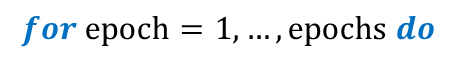 for epoch = 1, … , epochs do